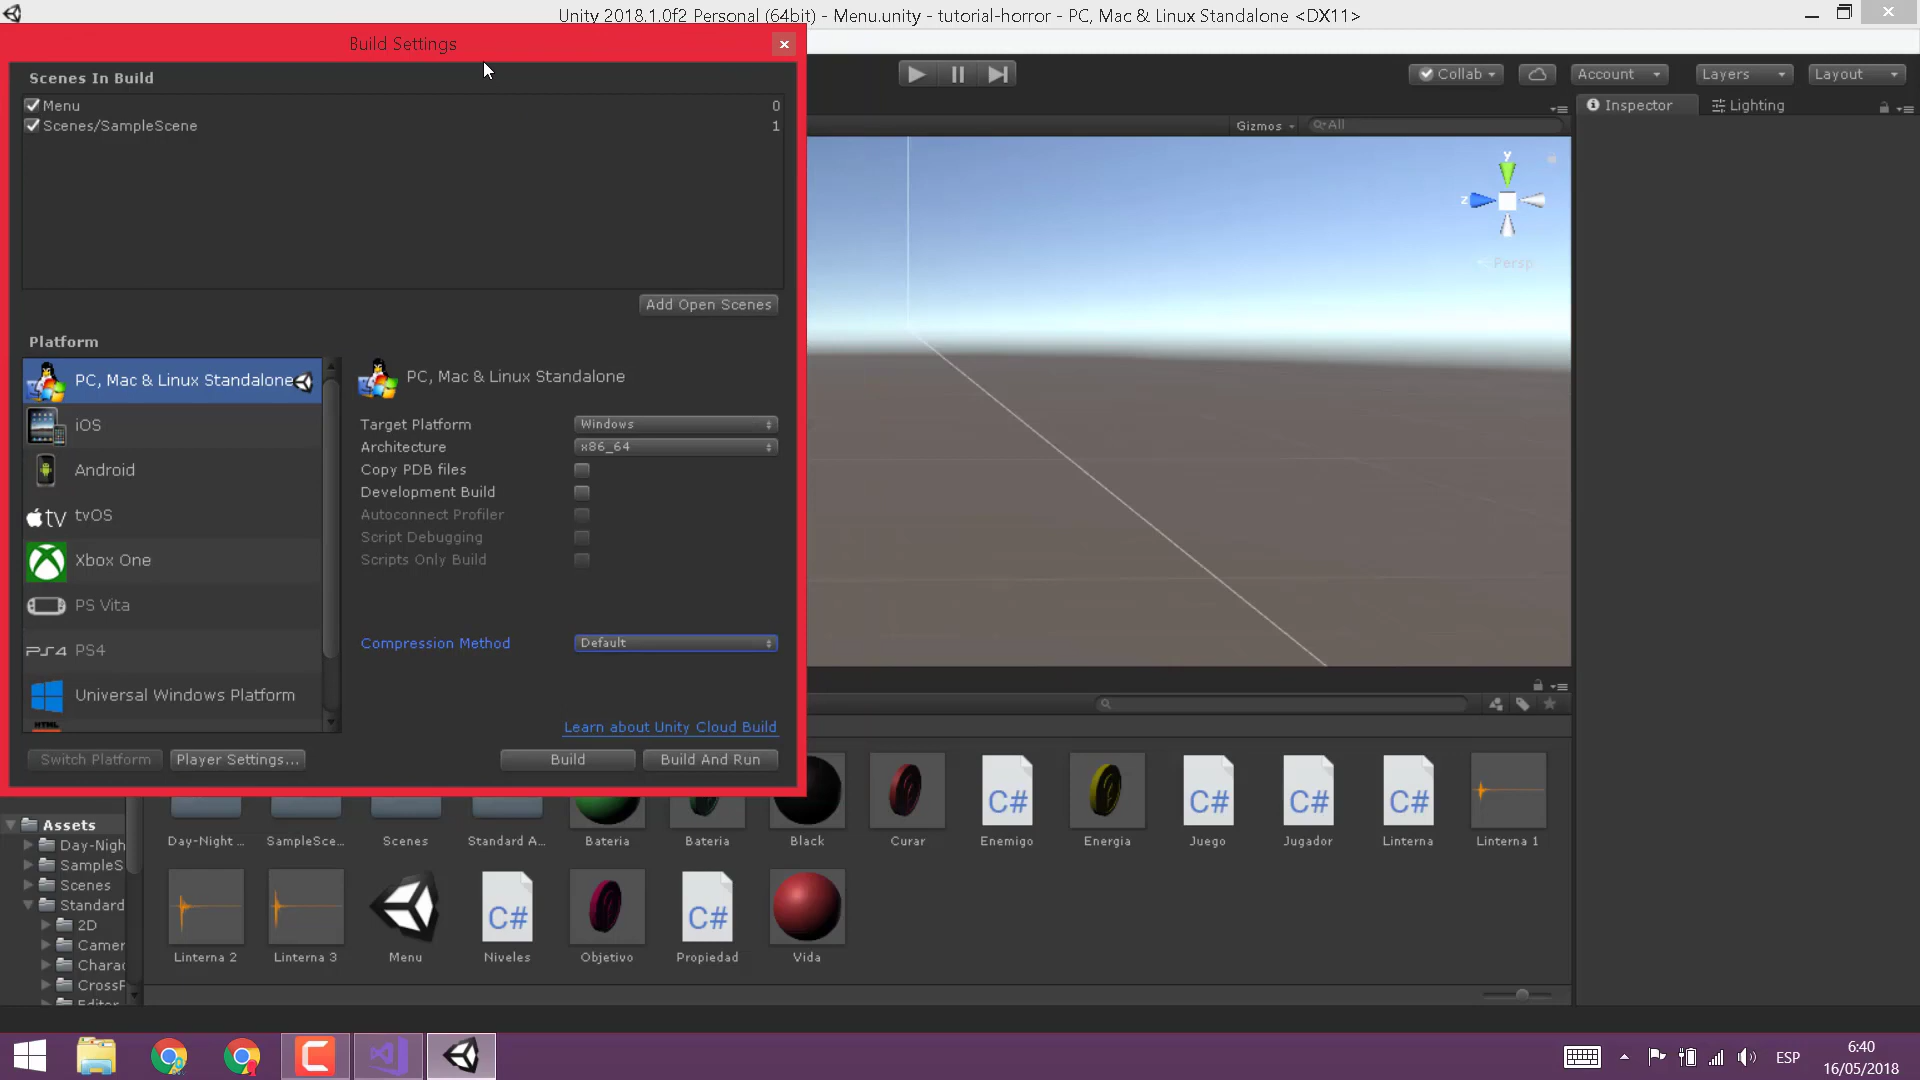 Unity 2018.1.0f2 Personal (64bit) - Menu.unity - tutorial-horror - PC, Mac & Linux Standalone <DX11>
Build Settings
Scenes In Build
Menu 0
Scenes/SampleScene 1
Add Open Scenes
Platform
PC, Mac & Linux Standalone
iOS
Android
tv tvOS
Xbox One
PS Vita
PS4
Universal Windows Platform
HTML
PC, Mac & Linux Standalone
Target Platform Windows
Architecture x86_64
Copy PDB files
Development Build
Autoconnect Profiler
Script Debugging
Scripts Only Build
Compression Method Default
Learn about Unity Cloud Build
Switch Platform Player Settings... Build Build And Run
Collab Account Layers Layout
Inspector Lighting
Gizmos All
y
z
Persp
Assets
Day-Nigh
SampleS
Scenes
Standard
2D
Camer
Charac
CrossP
Editor
Day-Night ... SampleSce... Scenes Standard A... Bateria Bateria Black Curar Enemigo Energia Juego Jugador Linterna Linterna 1
C# C# C# C#
C# C#
Linterna 2 Linterna 3 Menu Niveles Objetivo Propiedad Vida
ESP
6:40
16/05/2018